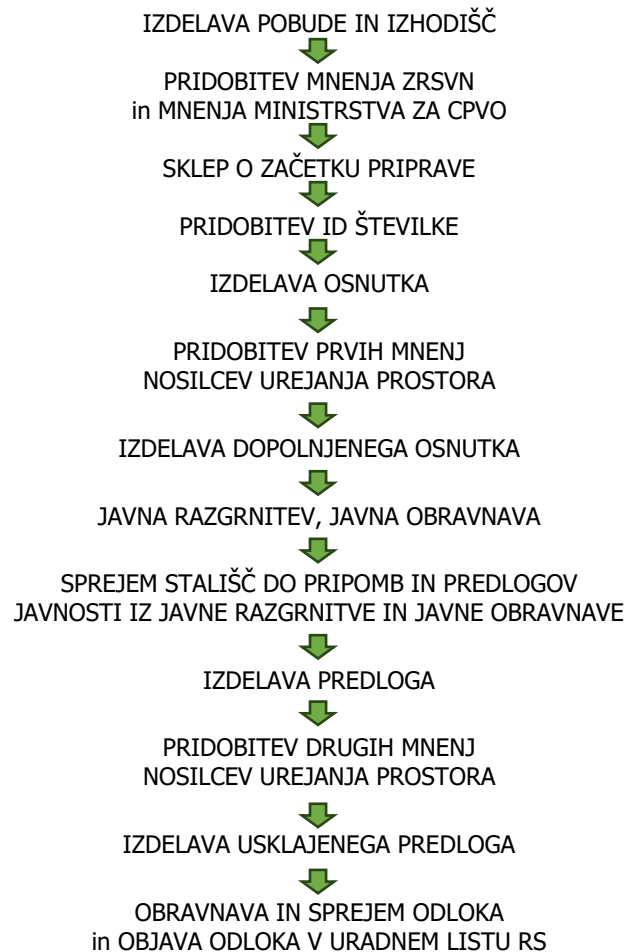 IZDELAVA POBUDE IN IZHODIŠČ
PRIDOBITEV MNENJA ZRSVN
in MNENJA MINISTRSTVA ZA CPVO
SKLEP O ZAČETKU PRIPRAVE
PRIDOBITEV ID ŠTEVILKE
IZDELAVA OSNUTKA
PRIDOBITEV PRVIH MNENJ
NOSILCEV UREJANJA PROSTORA
IZDELAVA DOPOLNJENEGA OSNUTKA
JAVNA RAZGRNITEV, JAVNA OBRAVNAVA
SPREJEM STALIŠČ DO PRIPOMB IN PREDLOGOV
JAVNOSTI IZ JAVNE RAZGRNITVE IN JAVNE OBRAVNAVE
IZDELAVA PREDLOGA
PRIDOBITEV DRUGIH MNENJ
NOSILCEV UREJANJA PROSTORA
IZDELAVA USKLAJENEGA PREDLOGA
OBRAVNAVA IN SPREJEM ODLOKA
in OBJAVA ODLOKA V URADNEM LISTU RS